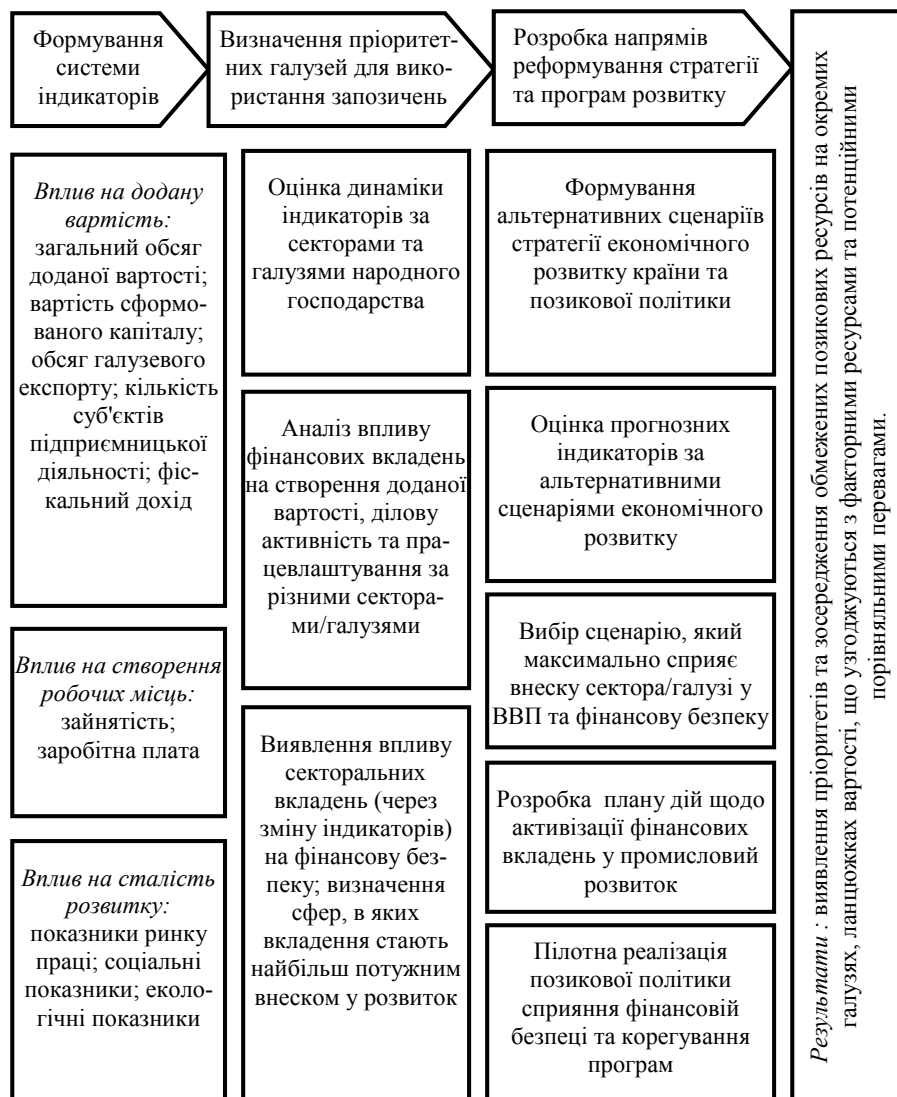 Формування
системи
індикаторів
Визначення пріоритет-
них галузей для вико-
ристання запозичень
Розробка напрямів
реформування стратегії
та програм розвитку
Вплив на додану
вартість:
загальний обсяг
доданої вартості;
вартість сформо-
ваного капіталу;
обсяг галузевого
експорту; кількість
суб'єктів
підприємницької
діяльності; фіс-
кальний дохід
Вплив на створення
робочих місць:
зайнятість;
заробітна плата
Вплив на сталість
розвитку:
показники ринку
праці; соціальні
показники; еколо-
гічні показники
Оцінка динаміки
індикаторів за
секторами та
галузями народного
господарства
Аналіз впливу
фінансових вкладень
на створення доданої
вартості, ділову
активність та пра-
цевлаштування за
різними сектора-
ми/галузями
Виявлення впливу
секторальних
вкладень (через
зміну індикаторів)
на фінансову без-
пеку; визначення
сфер, в яких
вкладення стають
найбільш потужним
внеском у розвиток
Формування
альтернативних сценаріїв
стратегії економічного
розвитку країни та
позикової політики
Оцінка прогнозних
індикаторів за
альтернативними
сценаріями економічного
розвитку
Вибір сценарію, який
максимально сприяє
внеску сектора/галузі у
ВВП та фінансову безпеку
Розробка плану дій щодо
активізації фінансових
вкладень у промисловий
розвиток
Пілотна реалізація
позикової політики
сприяння фінансовій
безпеці та корегування
програм
Результати : виявлення пріоритетів та зосередження обмежених позикових ресурсів на окремих
галузях, ланцюжках вартості, що узгоджуються з факторними ресурсами та потенційними
порівняльними перевагами.